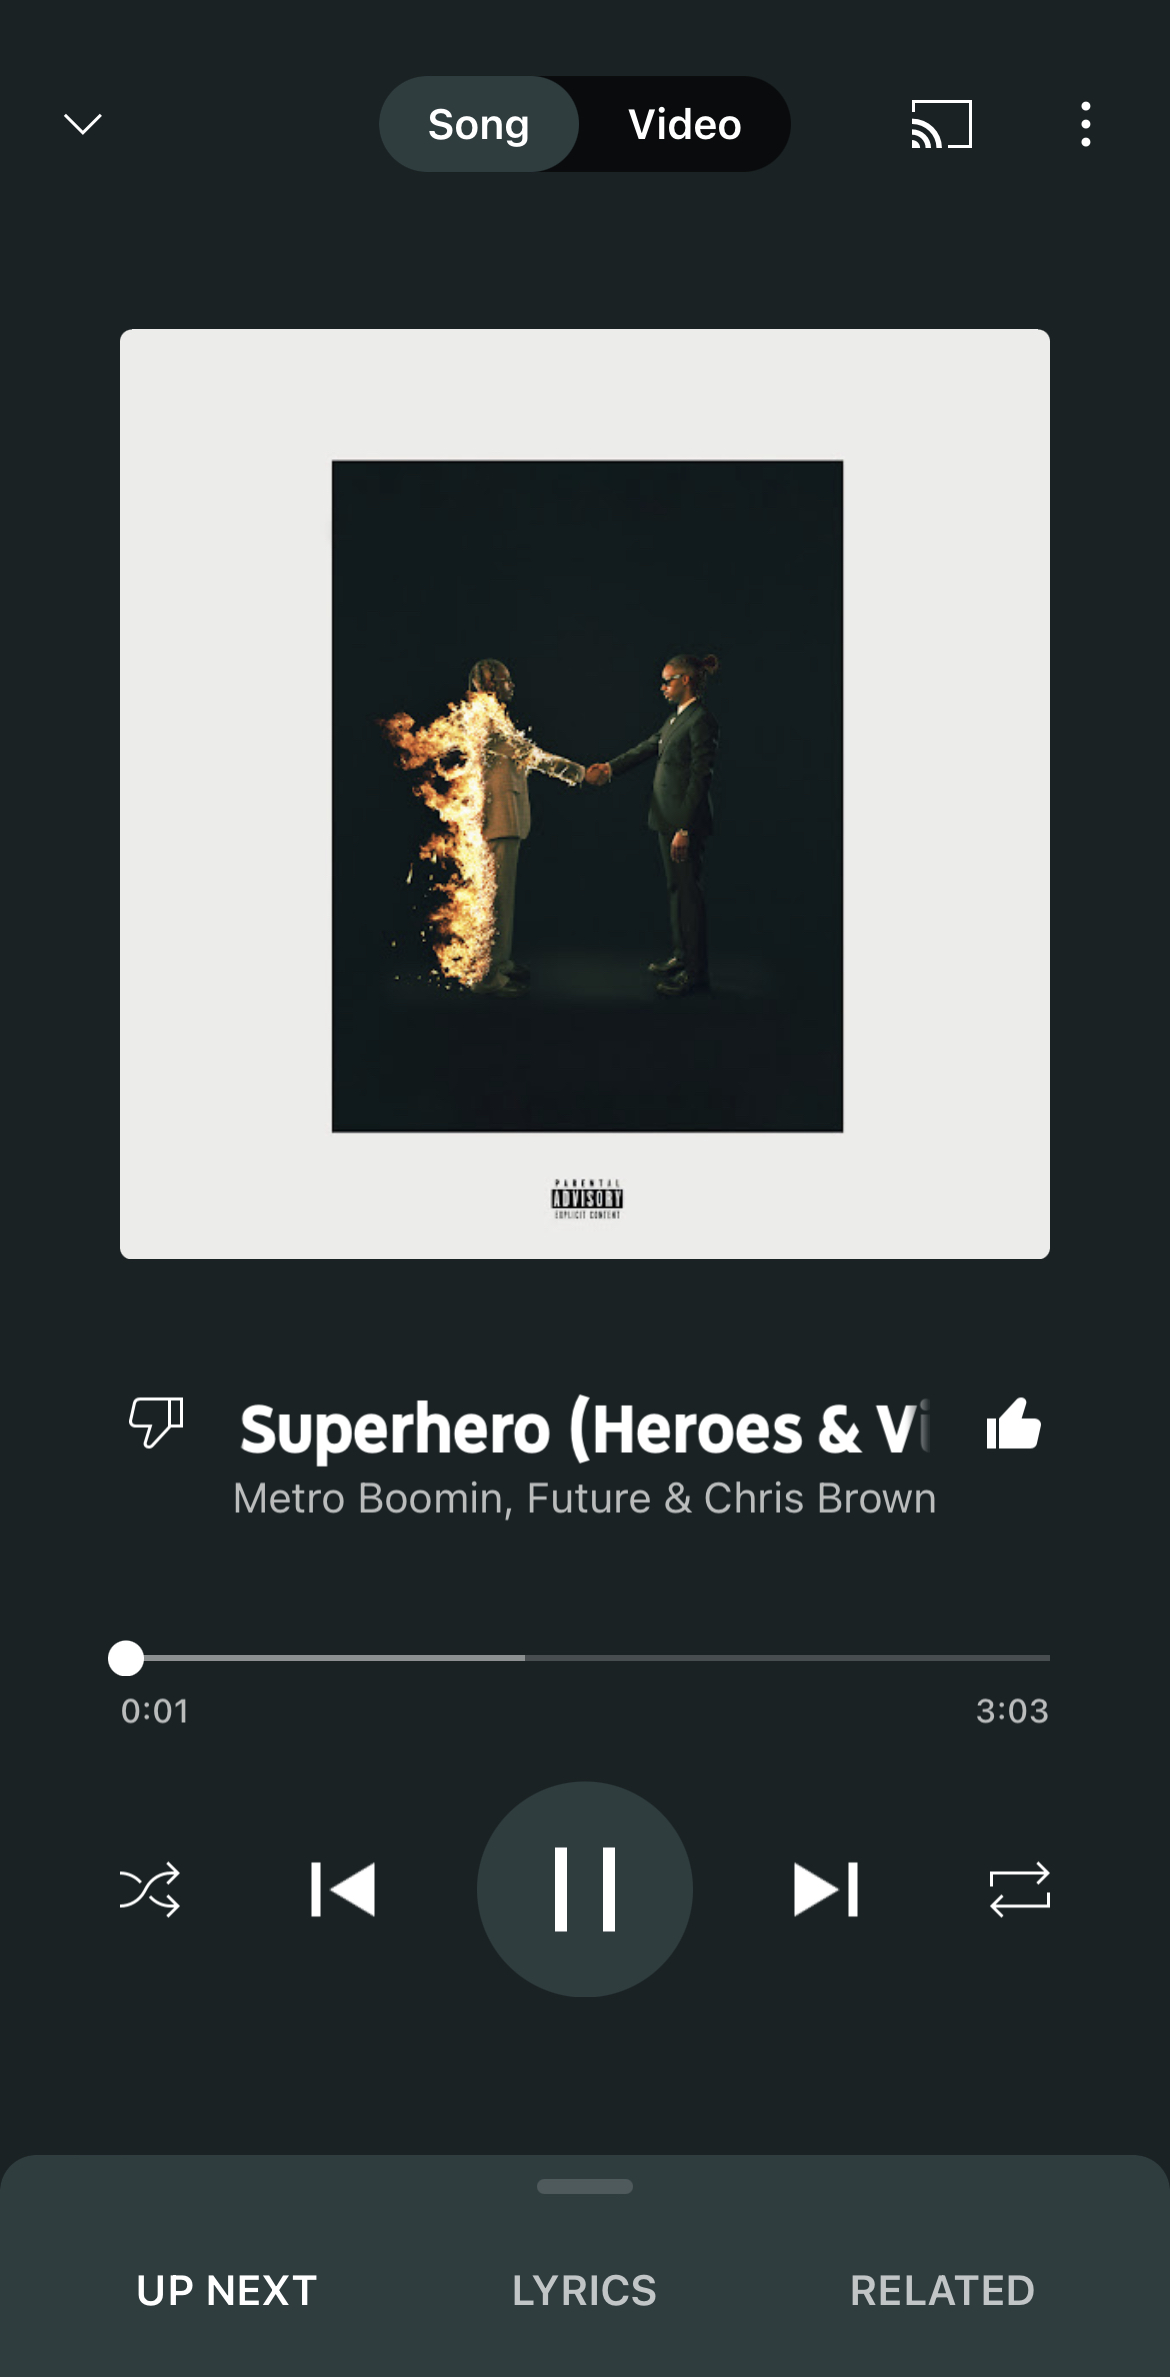 Song Video
PARENTAL
ADVISORY
EXPLICIT CONTENT
Superhero (Heroes & Vi
Metro Boomin, Future & Chris Brown
0:01 3:03
UP NEXT LYRICS RELATED